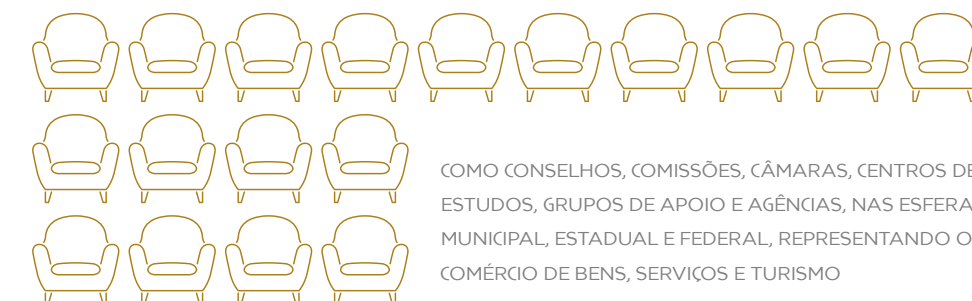 COMO CONSELHOS, COMISSÕES, CÂMARAS, CENTROS DE
ESTUDOS, GRUPOS DE APOIO E AGÊNCIAS, NAS ESFERA
MUNICIPAL, ESTADUAL E FEDERAL, REPRESENTANDO O
COMÉRCIO DE BENS, SERVIÇOS E TURISMO